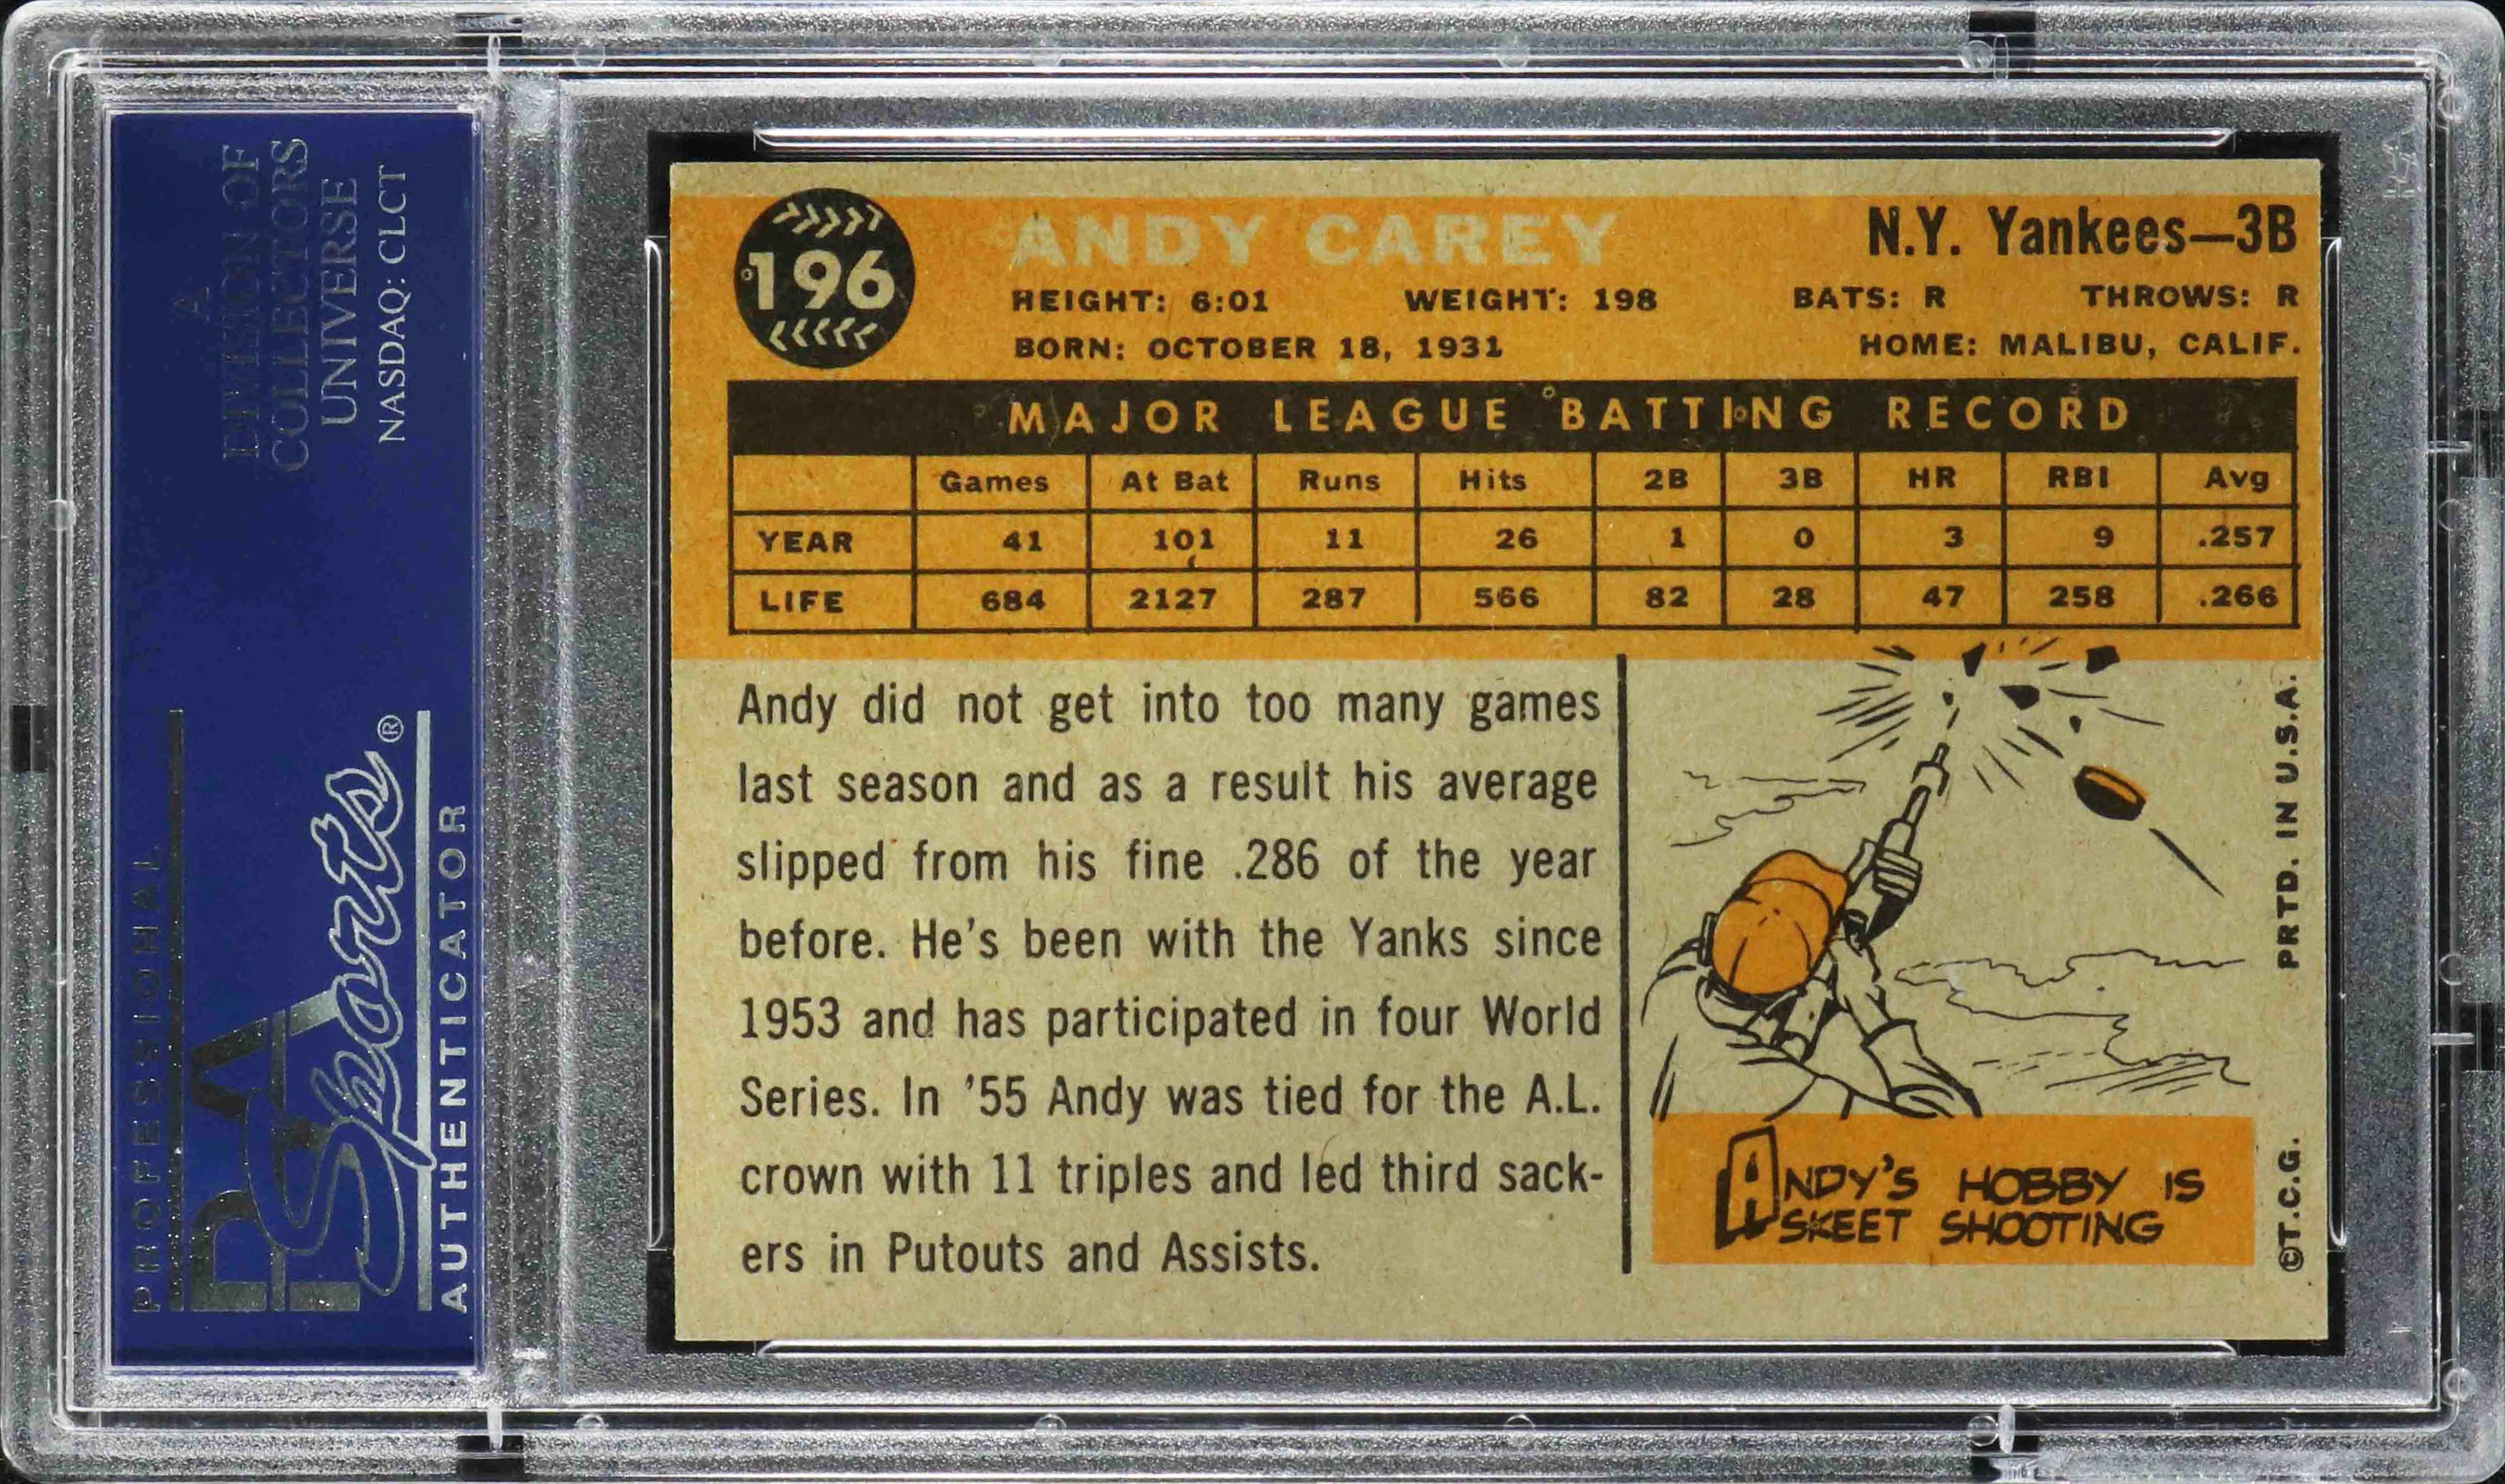 A
DIVISION OF
COLLECTORS
UNIVERSE
NASDAQ: CLCT
PROFESSIONAL
PSA
Sports®
AUTHENTICATOR
196
ANDY CAREY
N.Y. Yankees—3B
HEIGHT: 6:01 WEIGHT: 198 BATS: R THROWS: R
BORN: OCTOBER 18, 1931 HOME: MALIBU, CALIF.
MAJOR LEAGUE BATTING RECORD
Games At Bat Runs Hits 2B 3B HR RBI Avg
YEAR 41 101 11 26 1 0 3 9 .257
LIFE 684 2127 287 566 82 28 47 258 .266
Andy did not get into too many games
last season and as a result his average
slipped from his fine .286 of the year
before. He's been with the Yanks since
1953 and has participated in four World
Series. In '55 Andy was tied for the A.L.
crown with 11 triples and led third sack-
ers in Putouts and Assists.
ANDY'S HOBBY IS
SKEET SHOOTING
©T.C.G. PRTD. IN U.S.A.